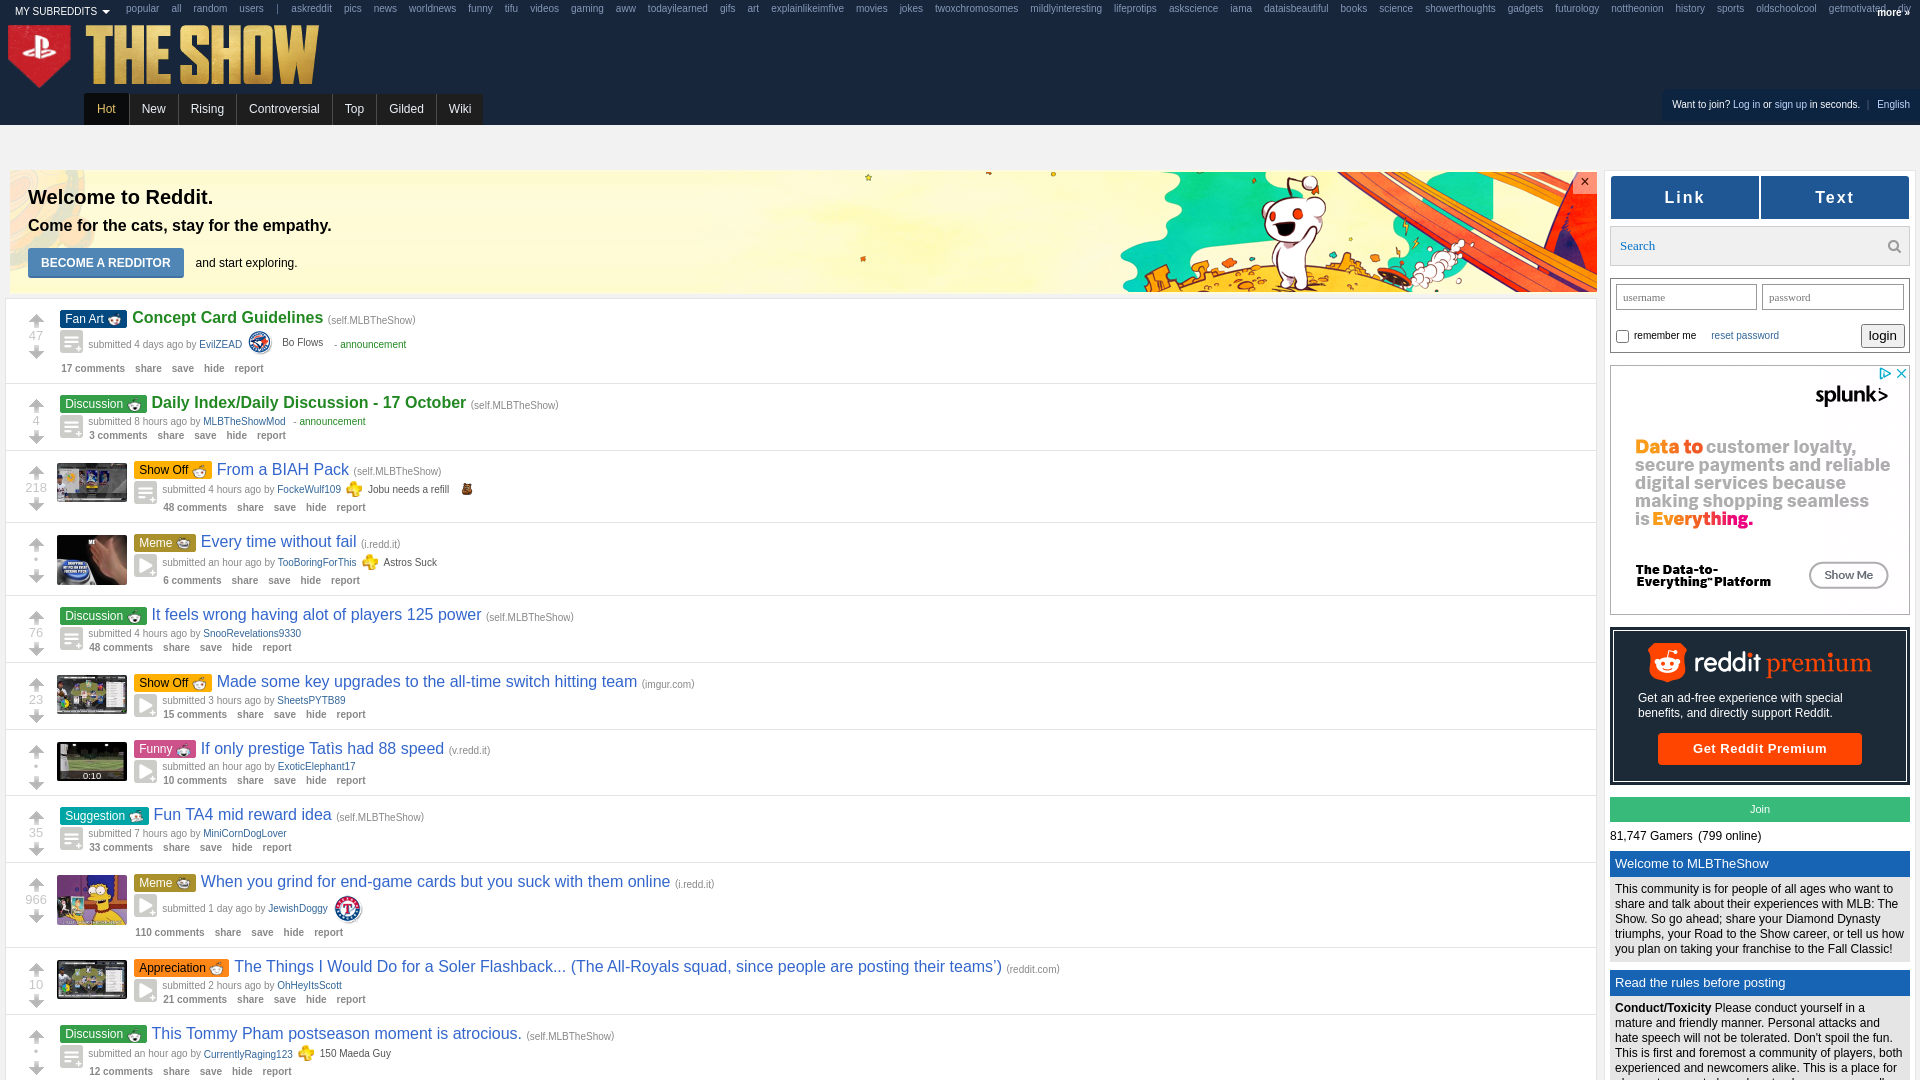 MY SUBREDDITS popular all random users | askreddit pics news worldnews funny tifu videos gaming aww todayilearned gifs art explainlikeimfive movies jokes twoxchromosomes mildlyinteresting lifeprotips askscience iama dataisbeautiful books science showerthoughts gadgets futurology nottheonion history sports oldschoolcool getmotivated diy more »
THE SHOW
Hot New Rising Controversial Top Gilded Wiki
Want to join? Log in or sign up in seconds. | English
Welcome to Reddit.
Come for the cats, stay for the empathy.
BECOME A REDDITOR and start exploring.
×
Fan Art Concept Card Guidelines (self.MLBTheShow)
47
submitted 4 days ago by EvilZEAD Bo Flows - announcement
17 comments share save hide report
Discussion Daily Index/Daily Discussion - 17 October (self.MLBTheShow)
4
submitted 8 hours ago by MLBTheShowMod - announcement
3 comments share save hide report
Show Off From a BIAH Pack (self.MLBTheShow)
218
submitted 4 hours ago by FockeWulf109 Jobu needs a refill
48 comments share save hide report
Meme Every time without fail (i.redd.it)
•
submitted an hour ago by TooBoringForThis Astros Suck
6 comments share save hide report
Discussion It feels wrong having alot of players 125 power (self.MLBTheShow)
76
submitted 4 hours ago by SnooRevelations9330
48 comments share save hide report
Show Off Made some key upgrades to the all-time switch hitting team (imgur.com)
23
submitted 3 hours ago by SheetsPYTB89
15 comments share save hide report
Funny If only prestige Tatìs had 88 speed (v.redd.it)
•
submitted an hour ago by ExoticElephant17
0:10
10 comments share save hide report
Suggestion Fun TA4 mid reward idea (self.MLBTheShow)
35
submitted 7 hours ago by MiniCornDogLover
33 comments share save hide report
Meme When you grind for end-game cards but you suck with them online (i.redd.it)
966
submitted 1 day ago by JewishDoggy
110 comments share save hide report
Appreciation The Things I Would Do for a Soler Flashback... (The All-Royals squad, since people are posting their teams’) (reddit.com)
10
submitted 2 hours ago by OhHeyItsScott
21 comments share save hide report
Discussion This Tommy Pham postseason moment is atrocious. (self.MLBTheShow)
•
submitted an hour ago by CurrentlyRaging123 150 Maeda Guy
12 comments share save hide report
Link Text
Search
username password
remember me reset password login
splunk>
Data to customer loyalty,
secure payments and reliable
digital services because
making shopping seamless
is Everything.
The Data-to-
Everything™ Platform
Show Me
reddit premium
Get an ad-free experience with special
benefits, and directly support Reddit.
Get Reddit Premium
Join
81,747 Gamers (799 online)
Welcome to MLBTheShow
This community is for people of all ages who want to
share and talk about their experiences with MLB: The
Show. So go ahead; share your Diamond Dynasty
triumphs, your Road to the Show career, or tell us how
you plan on taking your franchise to the Fall Classic!
Read the rules before posting
Conduct/Toxicity Please conduct yourself in a
mature and friendly manner. Personal attacks and
hate speech will not be tolerated. Don't spoil the fun.
This is first and foremost a community of players, both
experienced and newcomers alike. This is a place for